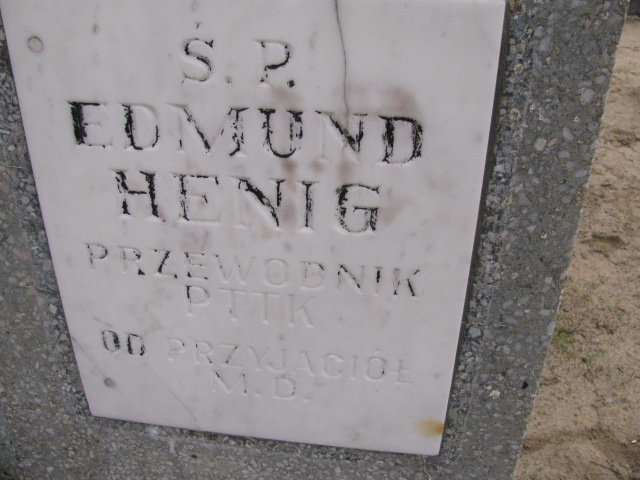 Ś. P.
EDMUND
HENIG
PRZEWODNIK
PTTK
OD PRZYJACIÓŁ
M.D.